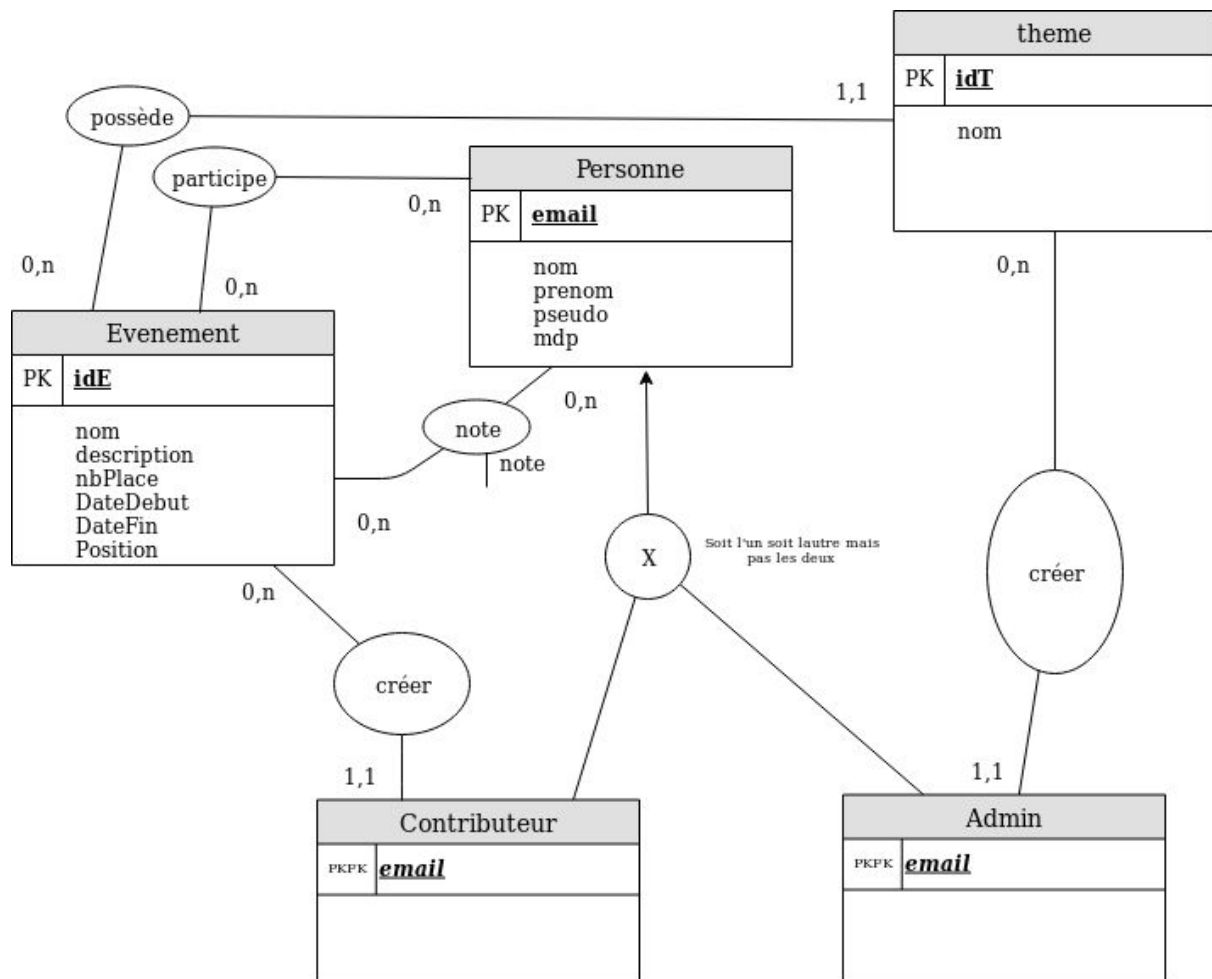 theme
PK idT
nom
1,1
possède
participe
Personne
0,n
PK email
nom
prenom
pseudo
mdp
0,n
0,n
0,n
Evenement
PK idE
nom
description
nbPlace
DateDebut
DateFin
Position
0,n
note
note
0,n
0,n
X
Soit l'un soit lautre mais
pas les deux
créer
0,n
créer
1,1
1,1
Contributeur
PKFK email
Admin
PKFK email